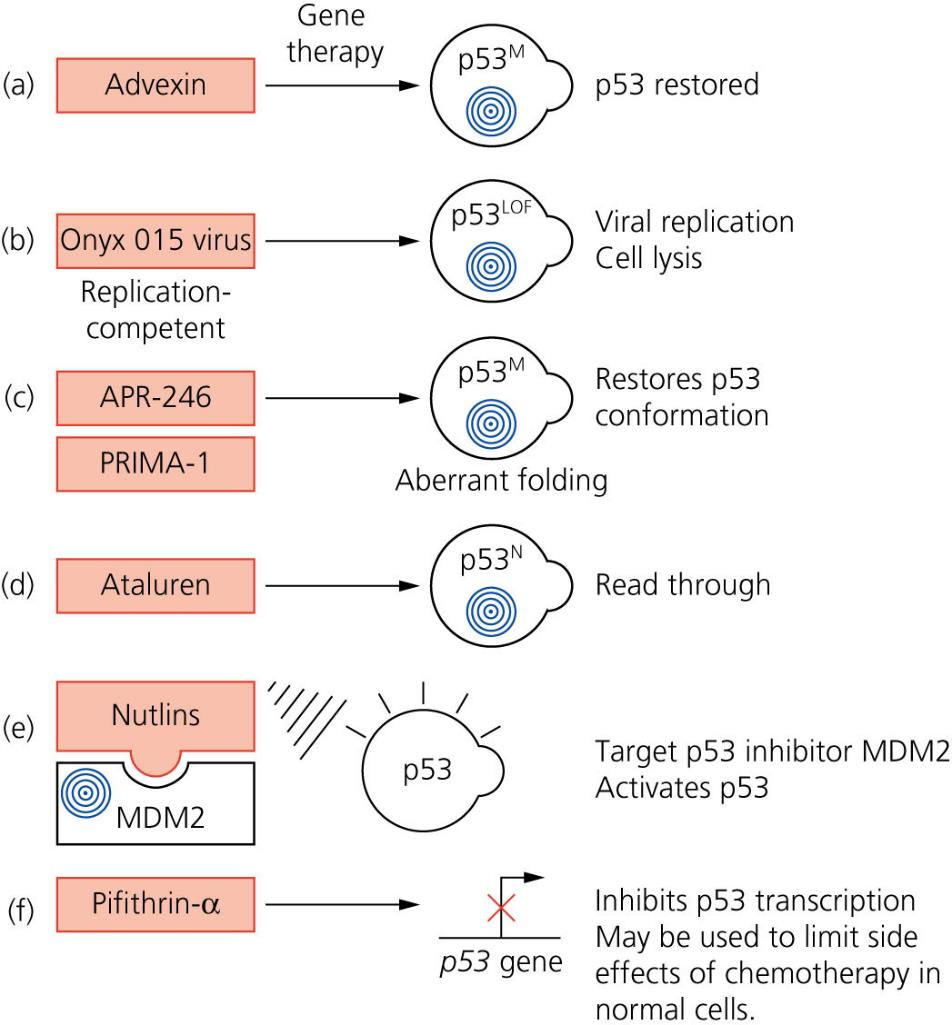 Gene
therapy
(a)
Advexin
p53M
p53 restored
(b)
Onyx 015 virus
Replication-
competent
p53LOF
Viral replication
Cell lysis
(c)
APR-246
PRIMA-1
p53M
Aberrant folding
Restores p53
conformation
(d)
Ataluren
p53N
Read through
(e)
Nutlins
MDM2
p53
Target p53 inhibitor MDM2
Activates p53
(f)
Pifithrin-α
p53 gene
Inhibits p53 transcription
May be used to limit side
effects of chemotherapy in
normal cells.